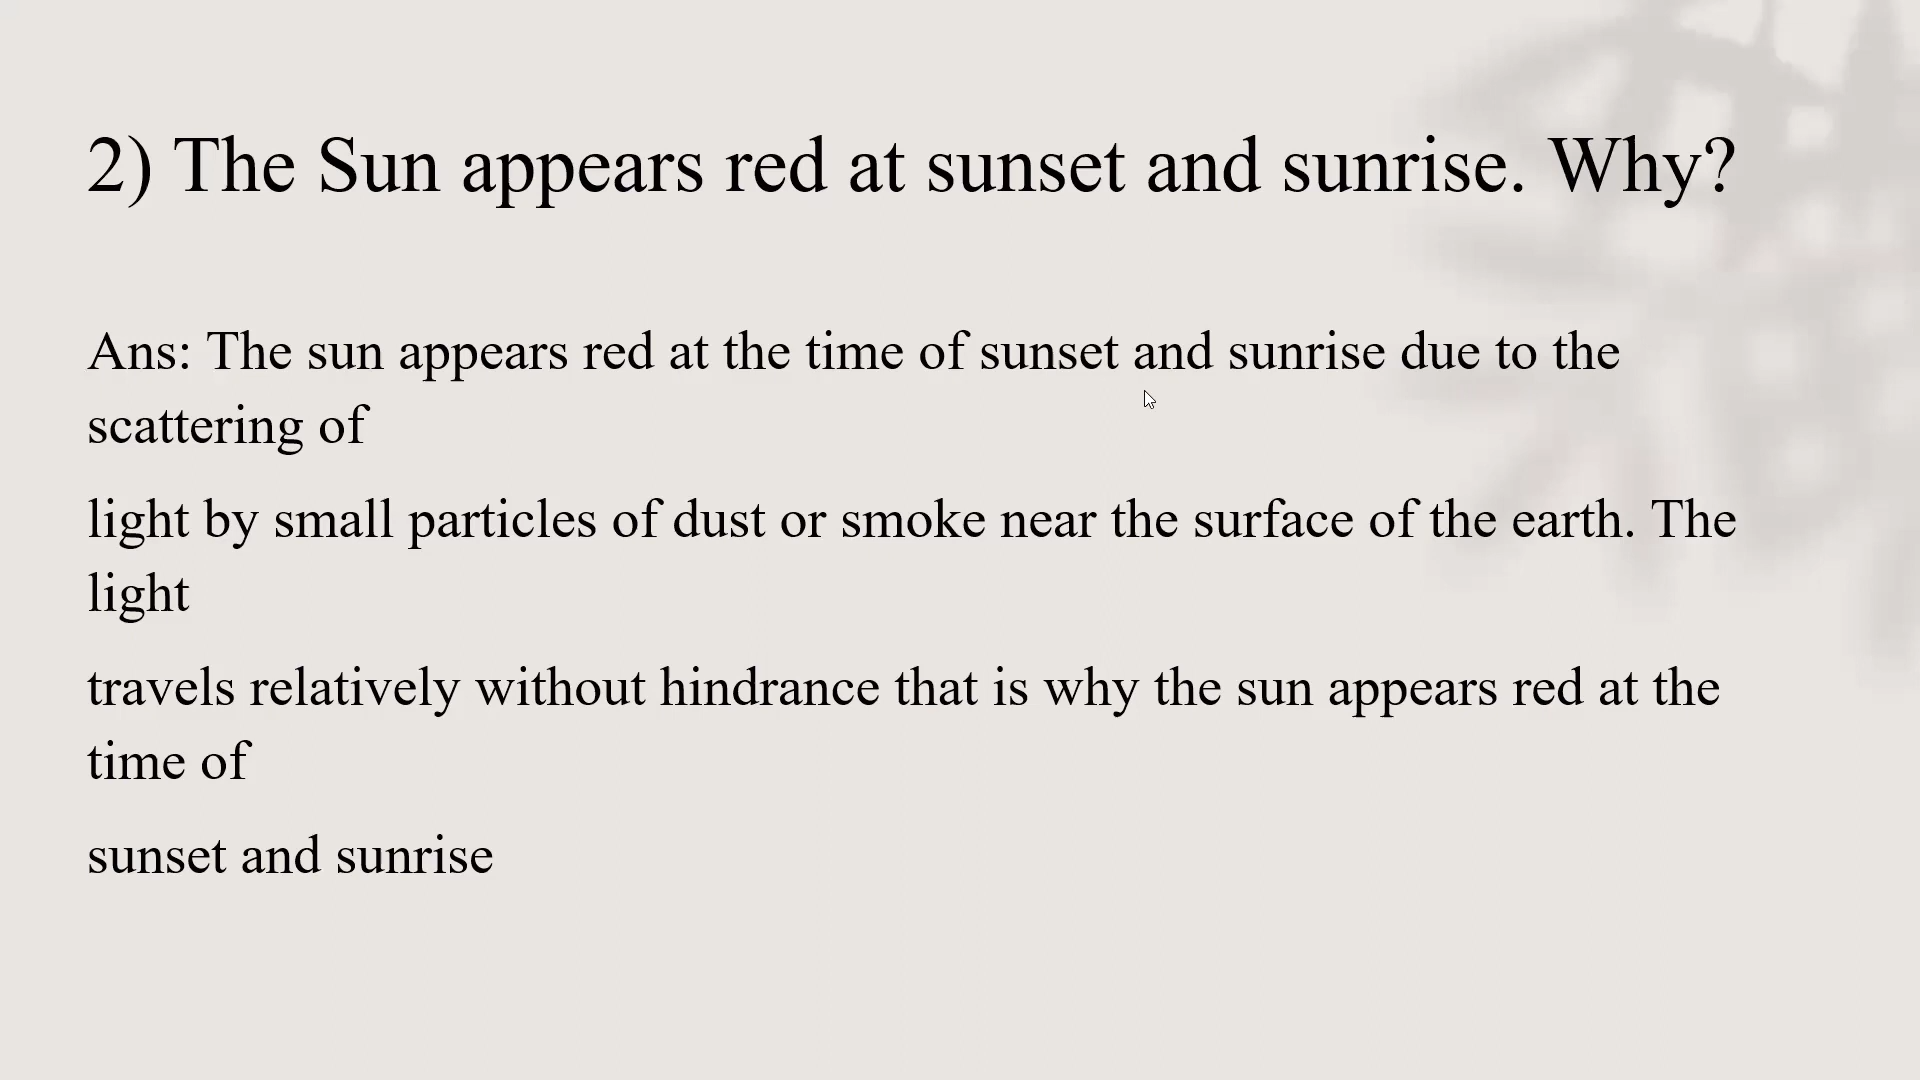 2) The Sun appears red at sunset and sunrise. Why?
Ans: The sun appears red at the time of sunset and sunrise due to the
scattering of
light by small particles of dust or smoke near the surface of the earth. The
light
travels relatively without hindrance that is why the sun appears red at the
time of
sunset and sunrise